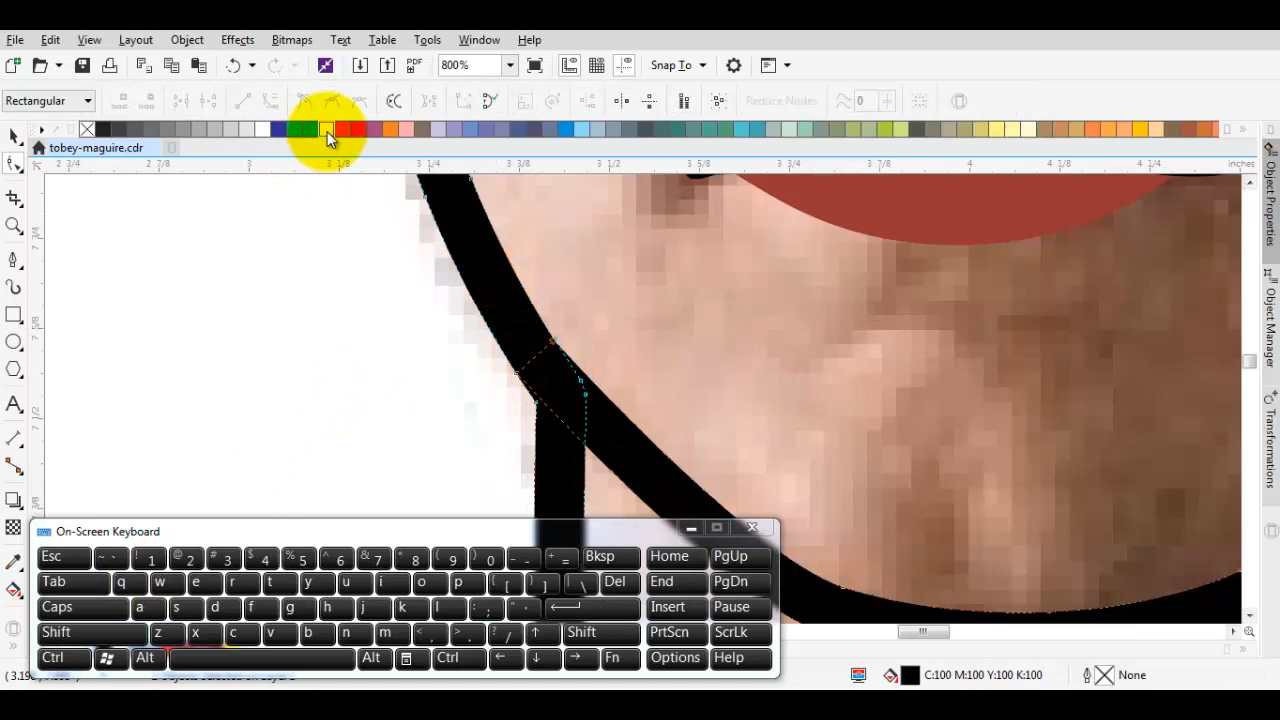 File Edit View Layout Object Effects Bitmaps Text Table Tools Window Help
PDF 800% Snap To
Rectangular Reduce Nodes 0
tobey-maguire.cdr
2 3/4 2 7/8 3 3 1/8 3 1/4 3 3/8 3 1/2 3 5/8 3 3/4 3 7/8 4 4 1/8 4 1/4 inches
Object Properties
Object Manager
Transformations
On-Screen Keyboard
Esc ~ ` ! 1 @ 2 # 3 $ 4 % 5 ^ 6 & 7 * 8 ( 9 ) 0 _ - + = Bksp Home PgUp
Tab q w e r t y u i o p { [ } ] | \ Del End PgDn
Caps a s d f g h j k l : ; " ' Insert Pause
Shift z x c v b n m < , > . ? / ↑ Shift PrtScn ScrLk
Ctrl Alt Alt Ctrl ← ↓ → Fn Options Help
C:100 M:100 Y:100 K:100 None